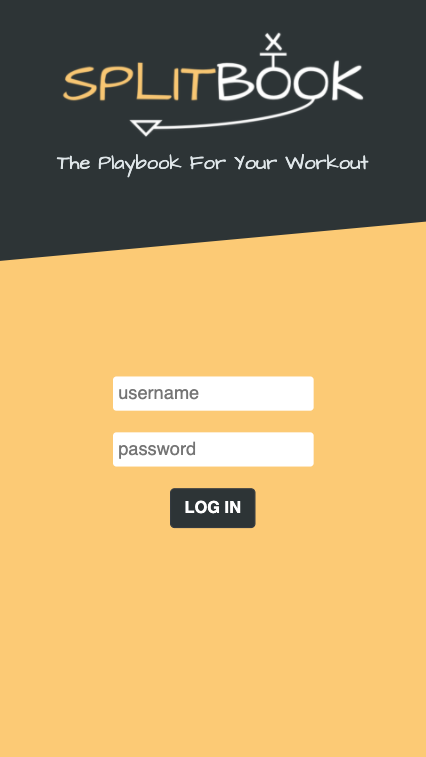 X
SPLITBOOK
The Playbook For Your Workout
username
password
LOG IN